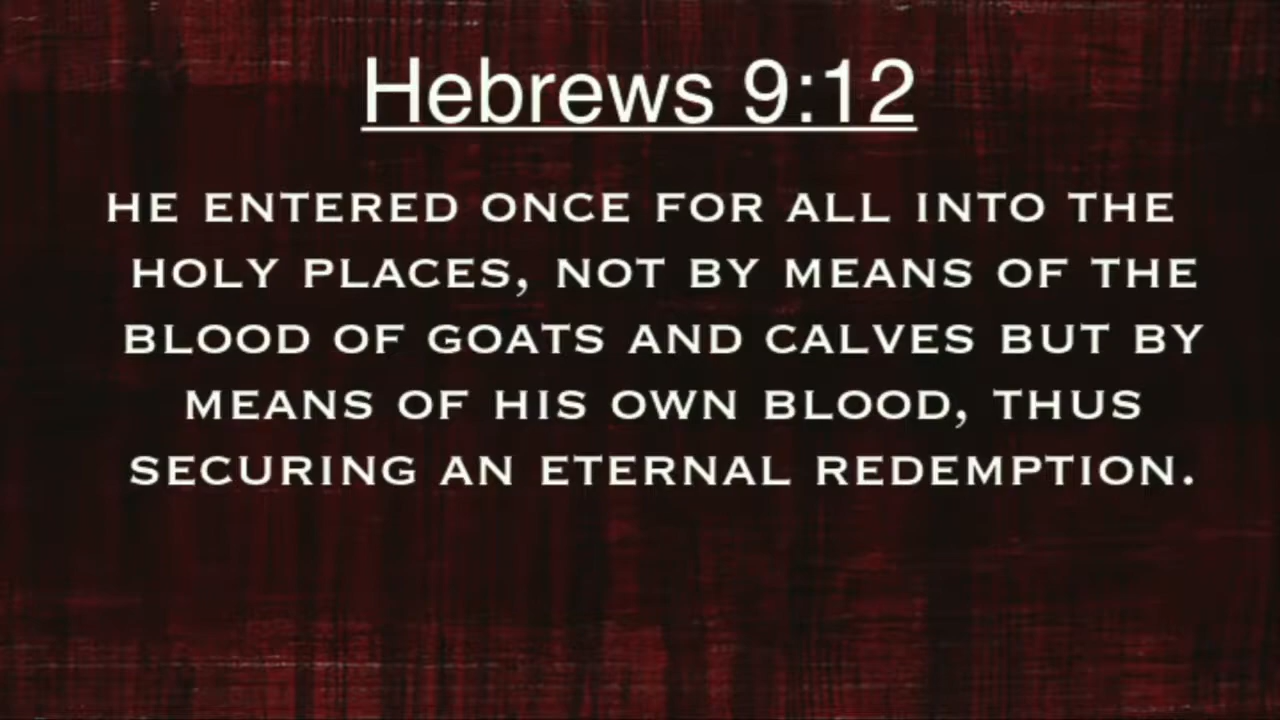 Hebrews 9:12
HE ENTERED ONCE FOR ALL INTO THE
HOLY PLACES, NOT BY MEANS OF THE
BLOOD OF GOATS AND CALVES BUT BY
MEANS OF HIS OWN BLOOD, THUS
SECURING AN ETERNAL REDEMPTION.